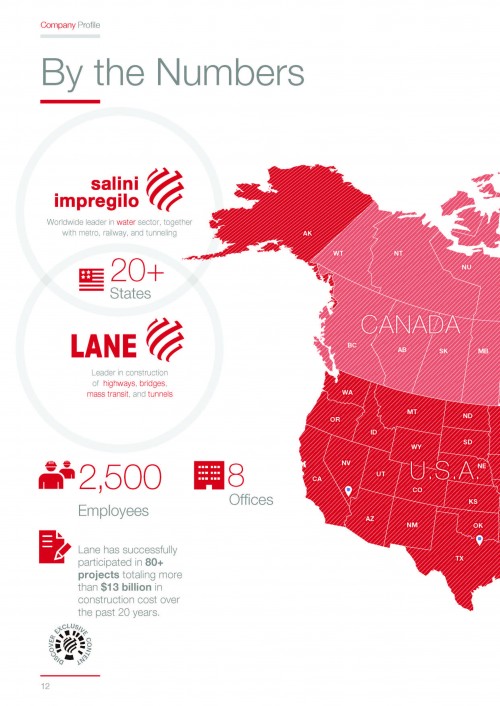 Company Profile
By the Numbers
salini
impregilo
Worldwide leader in water sector, together
with metro, railway, and tunneling
20+
States
LANE
Leader in construction
of highways, bridges,
mass transit, and tunnels
2,500
Employees
8
Offices
Lane has successfully
participated in 80+
projects totaling more
than $13 billion in
construction cost over
the past 20 years.
DISCOVER EXCLUSIVE CONTENT
12
AK
YT
NT
NU
CANADA
BC
AB
SK
MB
WA
MT
ND
OR
ID
SD
WY
NV
UT
U.S.A.
NE
CA
CO
KS
AZ
NM
OK
TX